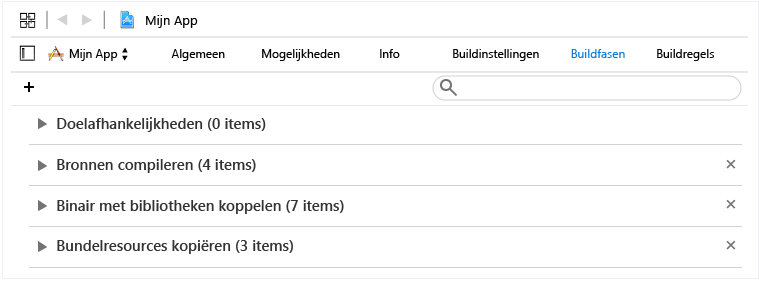 Mijn App
Mijn App Algemeen Mogelijkheden Info Buildinstellingen Buildfasen Buildregels
+
Doelafhankelijkheden (0 items)
Bronnen compileren (4 items)
Binair met bibliotheken koppelen (7 items)
Bundelresources kopiëren (3 items)